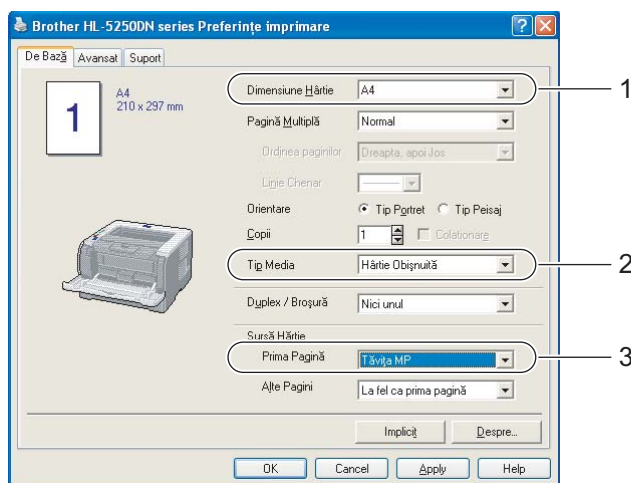 Brother HL-5250DN series Preferințe imprimare
De Bază Avansat Suport
1
A4
210 x 297 mm
Dimensiune Hârtie A4 1
Pagină Multiplă Normal
Ordinea paginilor Dreapta, apoi Jos
Linie Chenar
Orientare Tip Portret Tip Peisaj
Copii 1 Colationare
Tip Media Hârtie Obişnuită 2
Duplex / Broşură Nici unul
Sursă Hârtie
Prima Pagină Tăviţa MP 3
Alte Pagini La fel ca prima pagină
Implicit Despre...
OK Cancel Apply Help